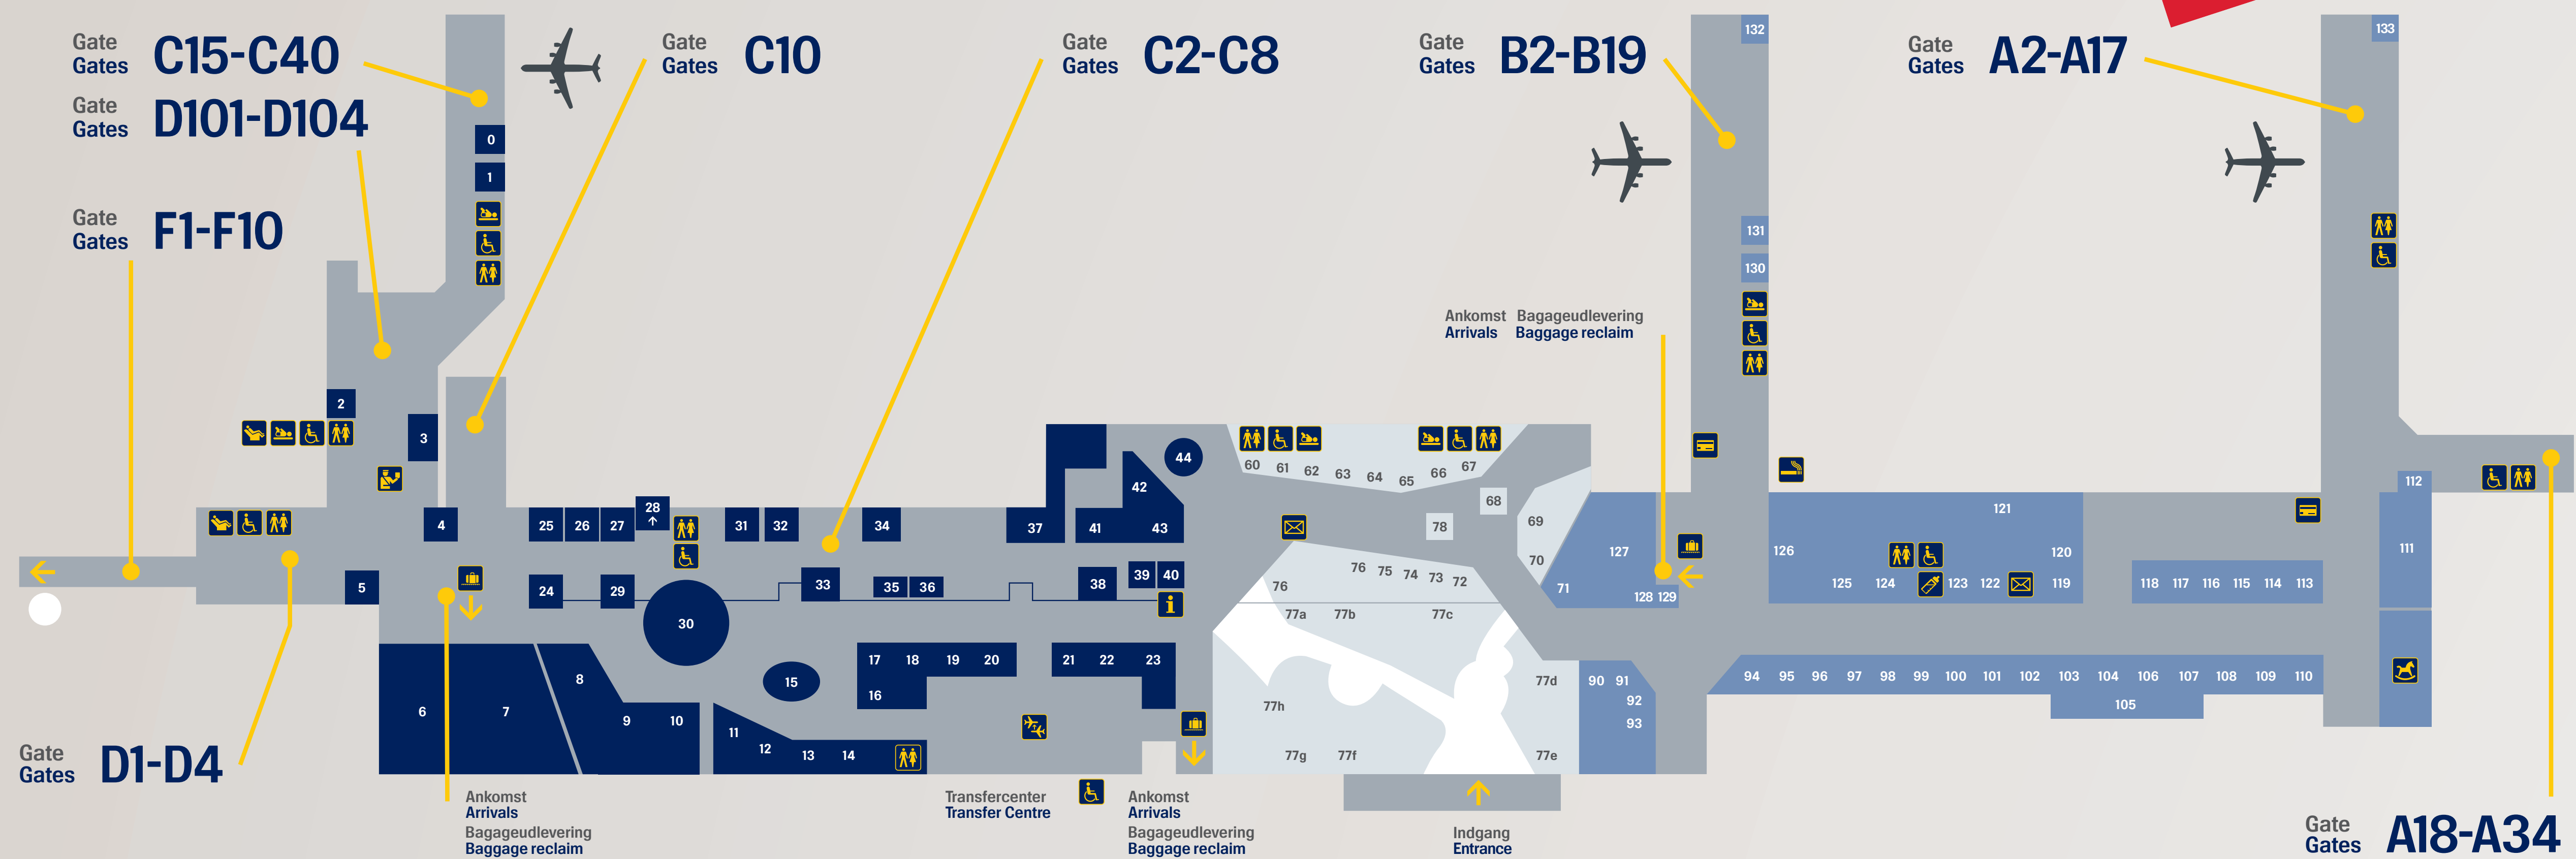 Gate
Gates C15-C40
Gate
Gates D101-D104
Gate
Gates F1-F10
Gate
Gates D1-D4
Gate
Gates C10
Gate
Gates C2-C8
Gate
Gates B2-B19
Gate
Gates A2-A17
Gate
Gates A18-A34
Ankomst Bagageudlevering
Arrivals Baggage reclaim
132
133
0
1
131
130
2
3
4
5
44
42
60 61 62 63 64 65 66 67
68
78
69
70
71
25 26 27 28 31 32 34 37 41 43
24 29 33 35 36 38 39 40
30
15
17 18 19 20 21 22 23
16
6 7 8 9 10
11 12 13 14
76 75 74 73 72
76
77a 77b 77c
77d
77h
77g 77f 77e
127
128 129
90 91
92
93
126
121
120
125 124 123 122 119
118 117 116 115 114 113
112
111
94 95 96 97 98 99 100 101 102 103 104 106 107 108 109 110
105
Ankomst
Arrivals
Bagageudlevering
Baggage reclaim
Transfercenter
Transfer Centre
Ankomst
Arrivals
Bagageudlevering
Baggage reclaim
Indgang
Entrance